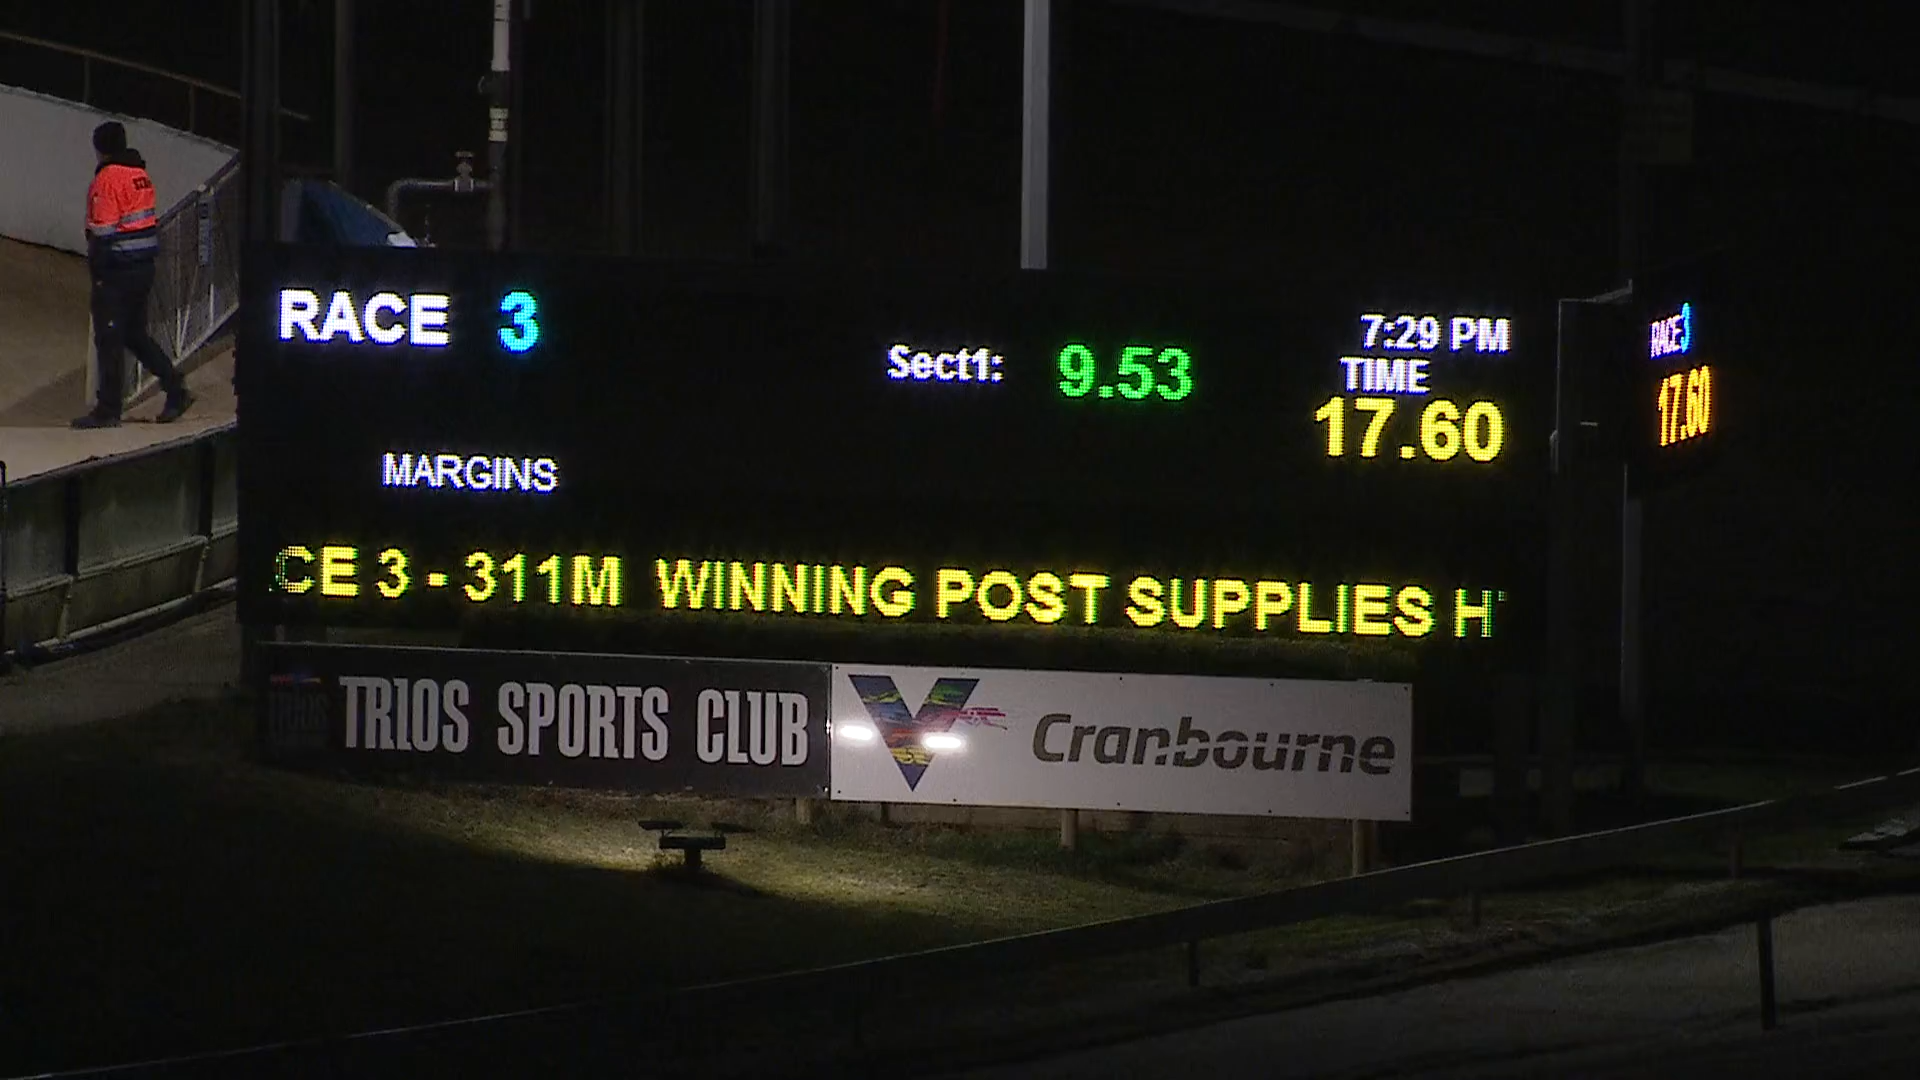 RACE 3
Sect1: 9.53
7:29 PM
TIME
17.60
MARGINS
CE 3 - 311M WINNING POST SUPPLIES H
RACE 3
17.60
TRIOS SPORTS CLUB
Cranbourne